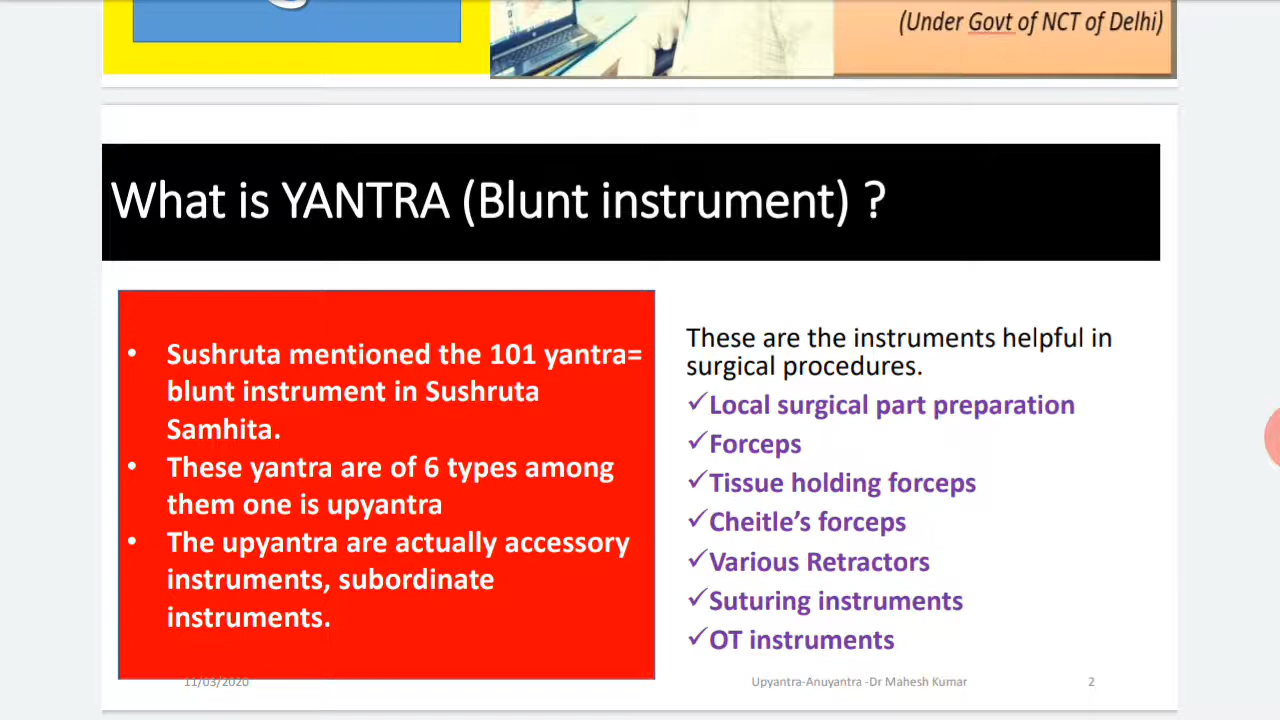 (Under Govt of NCT of Delhi)
What is YANTRA (Blunt instrument) ?
• Sushruta mentioned the 101 yantra=
blunt instrument in Sushruta
Samhita.
• These yantra are of 6 types among
them one is upyantra
• The upyantra are actually accessory
instruments, subordinate
instruments.
These are the instruments helpful in
surgical procedures.
✓Local surgical part preparation
✓Forceps
✓Tissue holding forceps
✓Cheitle’s forceps
✓Various Retractors
✓Suturing instruments
✓OT instruments
11/03/2020
Upyantra-Anuyantra -Dr Mahesh Kumar
2